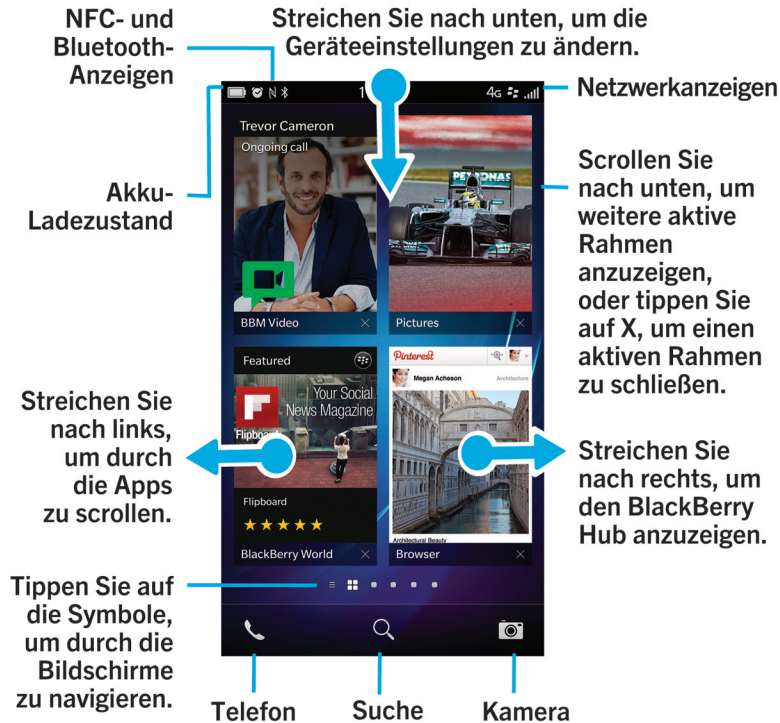 NFC- und
Bluetooth-
Anzeigen
Streichen Sie nach unten, um die
Geräteeinstellungen zu ändern.
4G
Netzwerkanzeigen
Akku-
Ladezustand
Trevor Cameron
Ongoing call
BBM Video
PETRONAS
Pictures
Scrollen Sie
nach unten, um
weitere aktive
Rahmen
anzuzeigen,
oder tippen Sie
auf X, um einen
aktiven Rahmen
zu schließen.
Streichen Sie
nach links,
um durch
die Apps
zu scrollen.
Featured
Your Social
News Magazine
Flipboard
Flipboard
BlackBerry World
Pinterest
Megan Acheson
Architecture
Architectural Beauty
Browser
Streichen Sie
nach rechts, um
den BlackBerry
Hub anzuzeigen.
Tippen Sie auf
die Symbole,
um durch die
Bildschirme
zu navigieren.
Telefon
Suche
Kamera